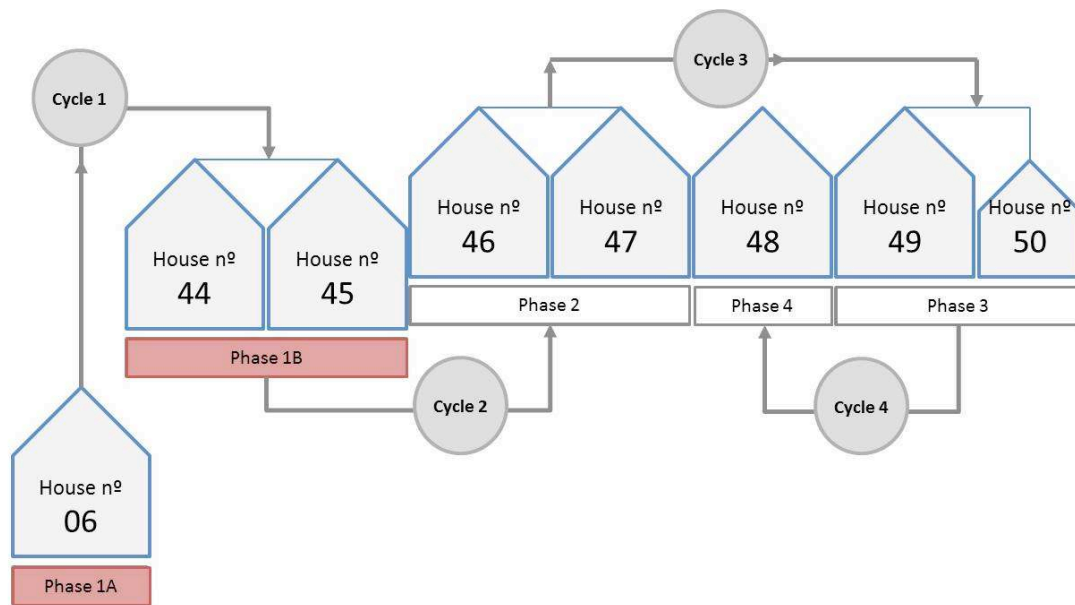 Cycle 1
Cycle 3
House nº
44
House nº
45
House nº
46
House nº
47
House nº
48
House nº
49
House nº
50
Phase 2
Phase 4
Phase 3
Phase 1B
Cycle 2
Cycle 4
House nº
06
Phase 1A